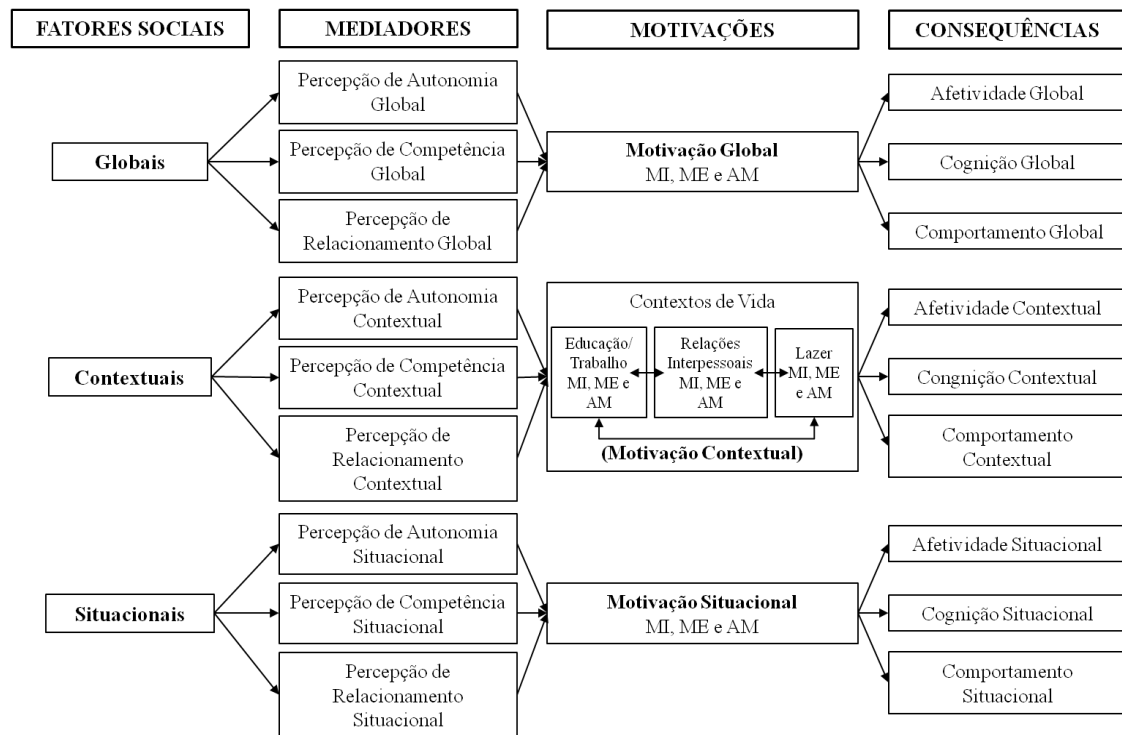 FATORES SOCIAIS
MEDIADORES
MOTIVAÇÕES
CONSEQUÊNCIAS
Globais
Percepção de Autonomia
Global
Percepção de Competência
Global
Percepção de
Relacionamento Global
Motivação Global
MI, ME e AM
Afetividade Global
Cognição Global
Comportamento Global
Contextuais
Percepção de Autonomia
Contextual
Percepção de Competência
Contextual
Percepção de
Relacionamento
Contextual
Contextos de Vida
Educação/
Trabalho
MI, ME e
AM
Relações
Interpessoais
MI, ME e
AM
Lazer
MI, ME
e AM
(Motivação Contextual)
Afetividade Contextual
Congnição Contextual
Comportamento
Contextual
Situacionais
Percepção de Autonomia
Situacional
Percepção de Competência
Situacional
Percepção de
Relacionamento
Situacional
Motivação Situacional
MI, ME e AM
Afetividade Situacional
Cognição Situacional
Comportamento
Situacional